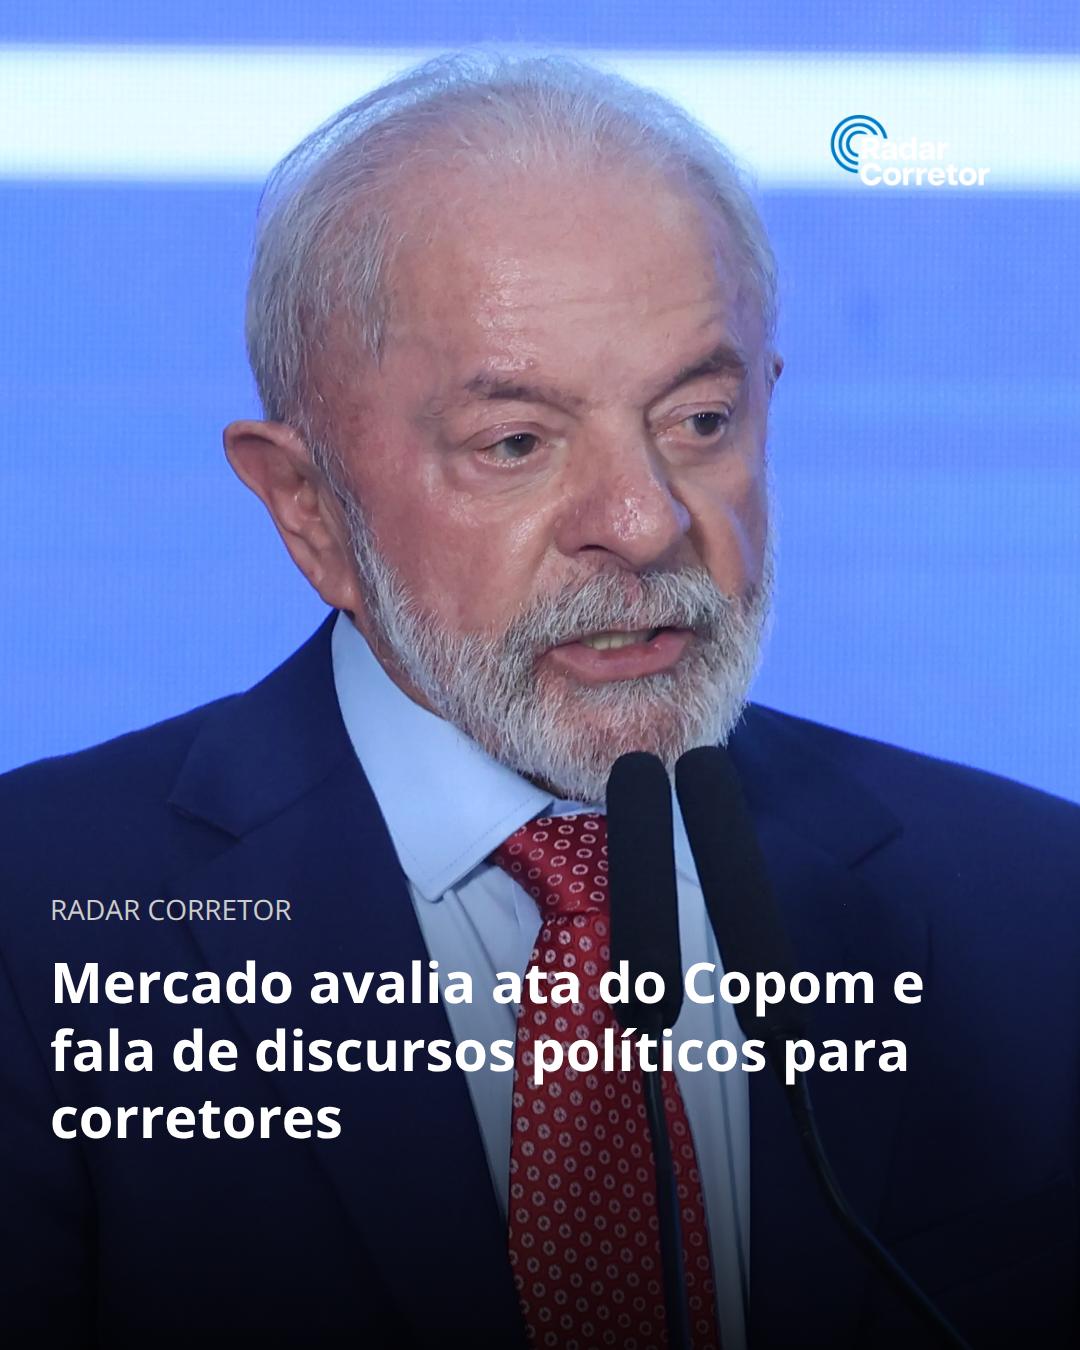 Radar
Corretor
RADAR CORRETOR
Mercado avalia ata do Copom e
fala de discursos políticos para
corretores